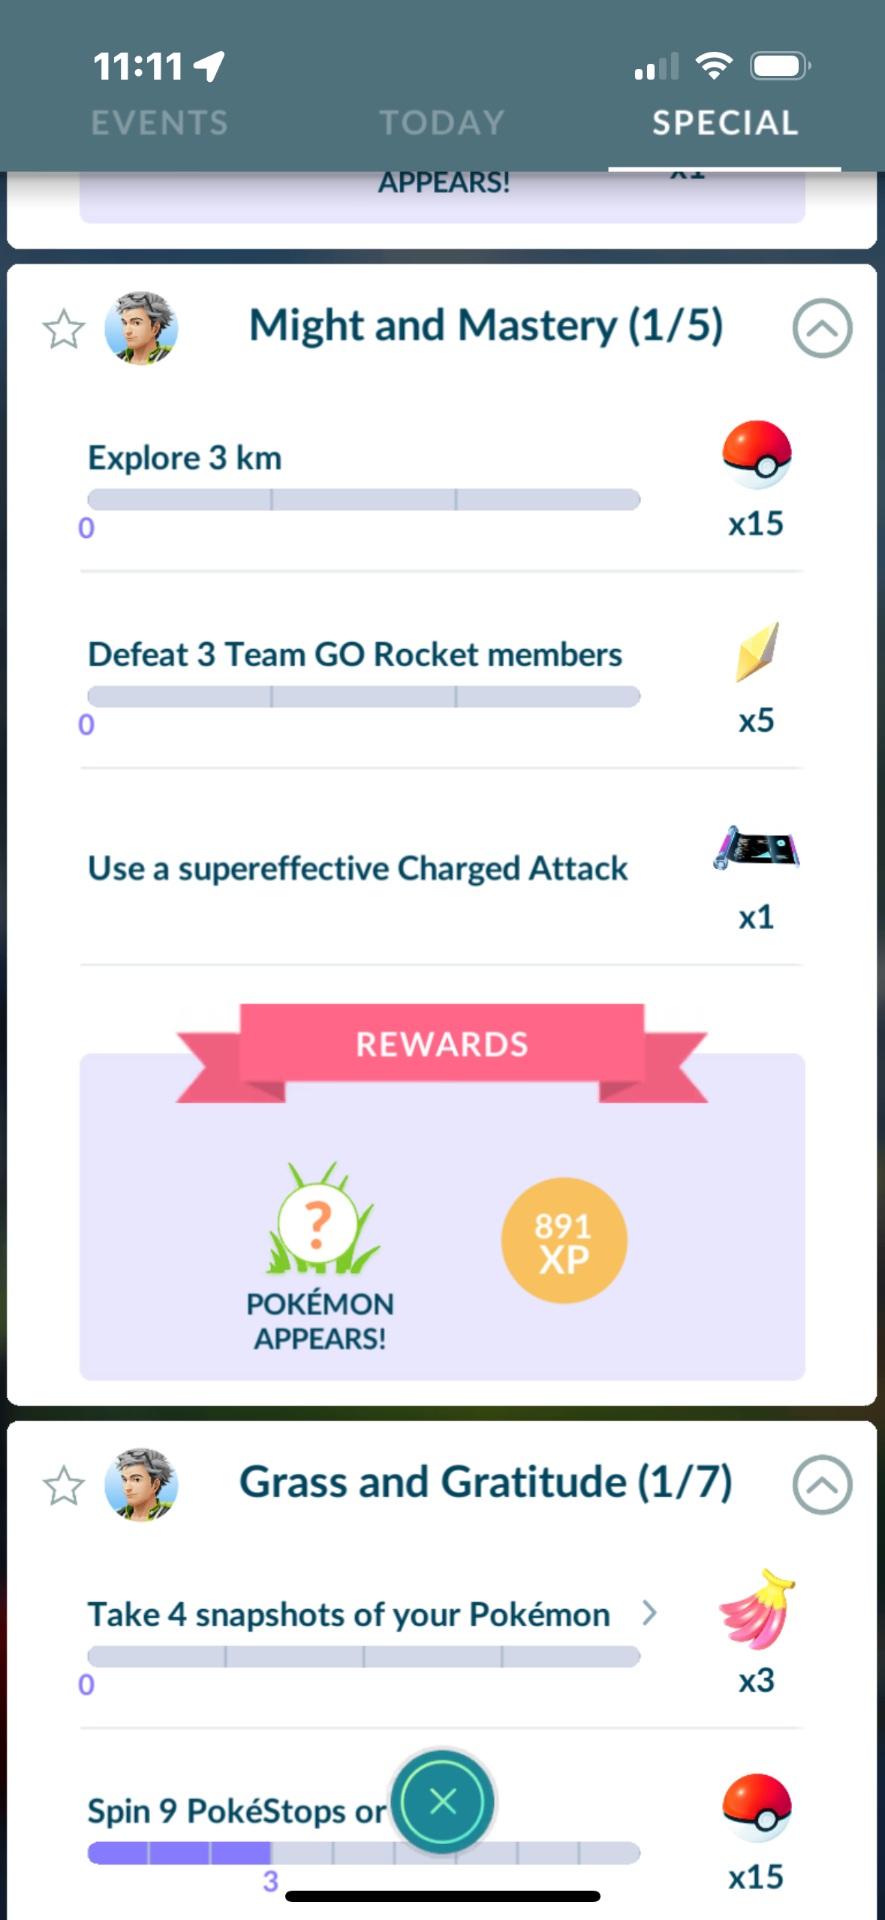 11:11
EVENTS
TODAY
SPECIAL
APPEARS!
x1
Might and Mastery (1/5)
Explore 3 km
0
x15
Defeat 3 Team GO Rocket members
0
x5
Use a supereffective Charged Attack
x1
REWARDS
?
891
XP
POKÉMON
APPEARS!
Grass and Gratitude (1/7)
Take 4 snapshots of your Pokémon
0
x3
Spin 9 PokéStops or
3
x15